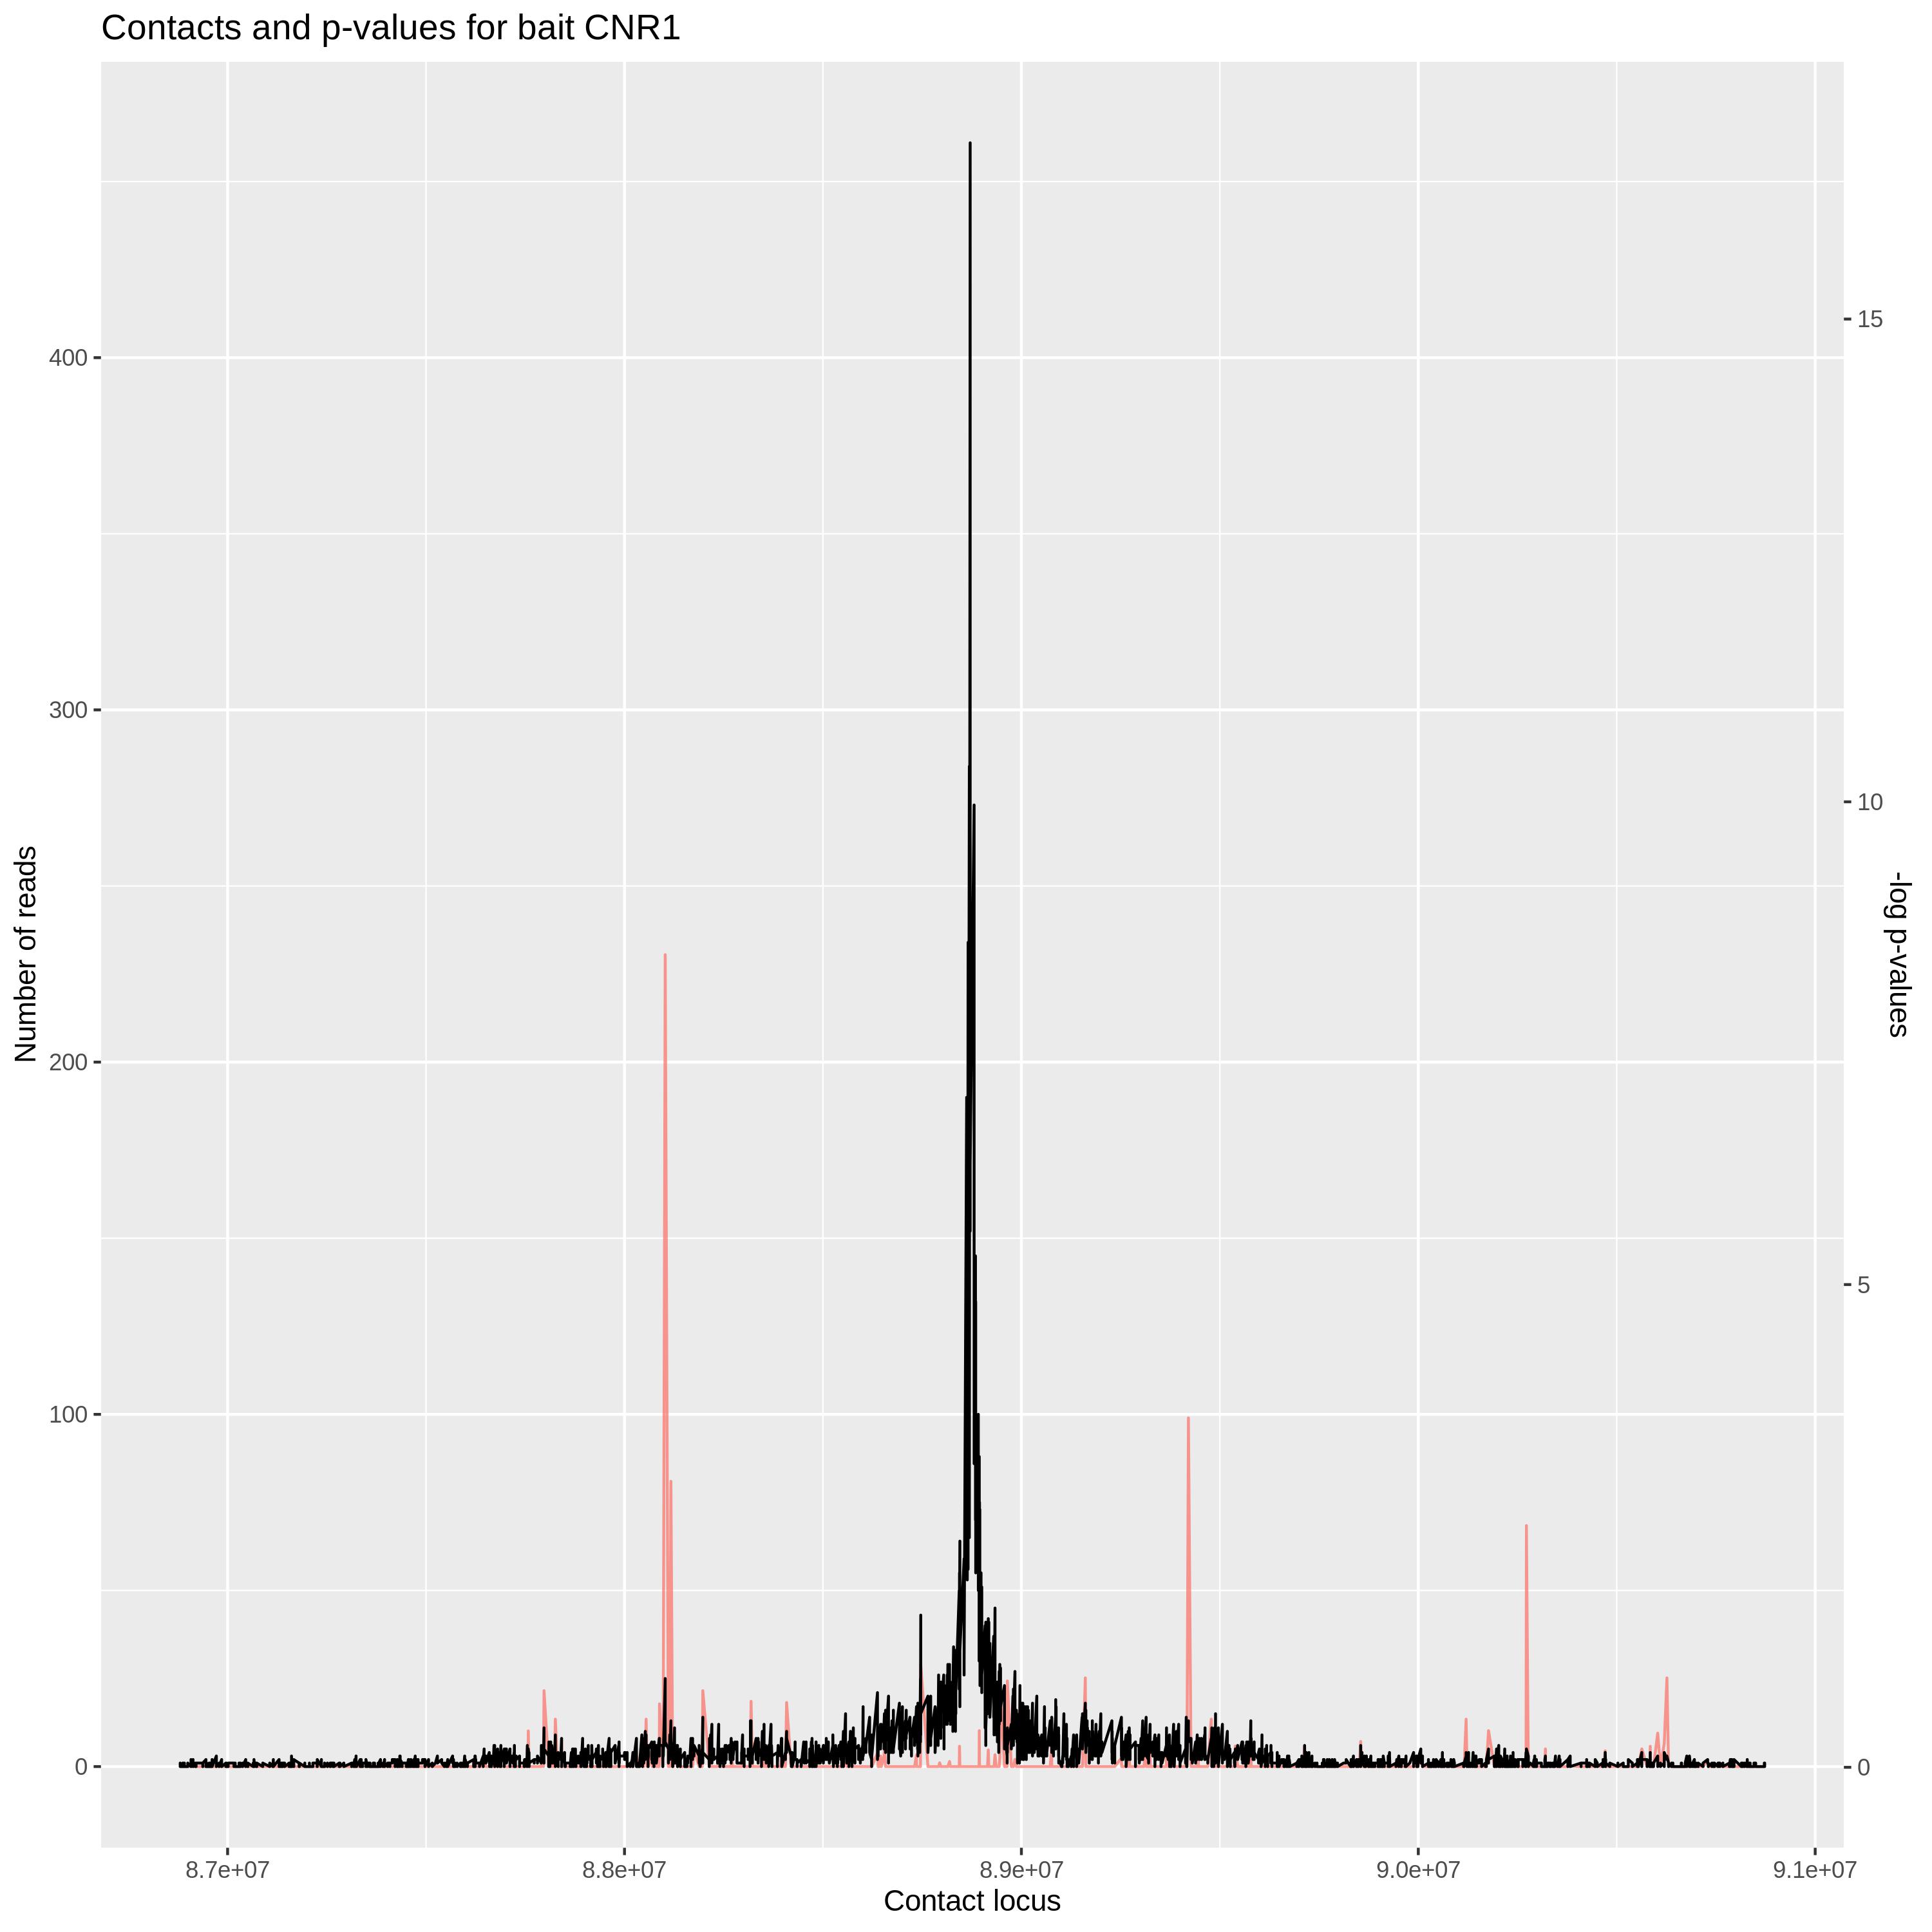 Contacts and p-values for bait CNR1
Number of reads
400
300
200
100
0
15
10
5
0
-log p-values
8.7e+07
8.8e+07
8.9e+07
9.0e+07
9.1e+07
Contact locus